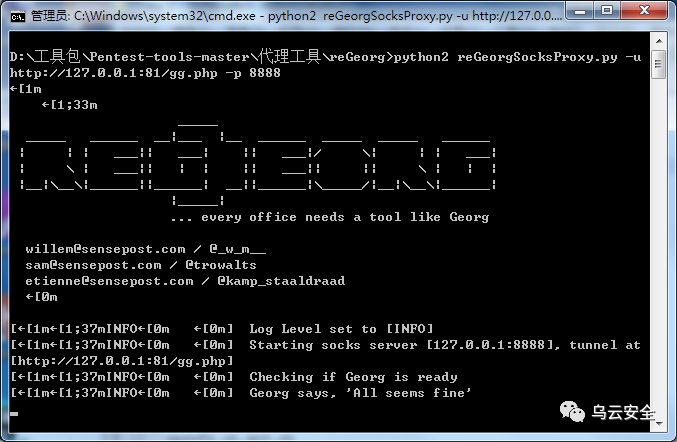 管理员: C:\Windows\system32\cmd.exe - python2 reGeorgSocksProxy.py -u http://127.0.0....
D:\工具包\Pentest-tools-master\代理工具\reGeorg>python2 reGeorgSocksProxy.py -u
http://127.0.0.1:81/gg.php -p 8888
←[1m
←[1;33m
... every office needs a tool like Georg
willem@sensepost.com / @_w_m__
sam@sensepost.com / @trowalts
etienne@sensepost.com / @kamp_staaldraad
←[0m
[←[1m←[1;37mINFO←[0m   ←[0m]  Log Level set to [INFO]
[←[1m←[1;37mINFO←[0m   ←[0m]  Starting socks server [127.0.0.1:8888], tunnel at
[http://127.0.0.1:81/gg.php]
[←[1m←[1;37mINFO←[0m   ←[0m]  Checking if Georg is ready
[←[1m←[1;37mINFO←[0m   ←[0m]  Georg says, 'All seems fine'
乌云安全